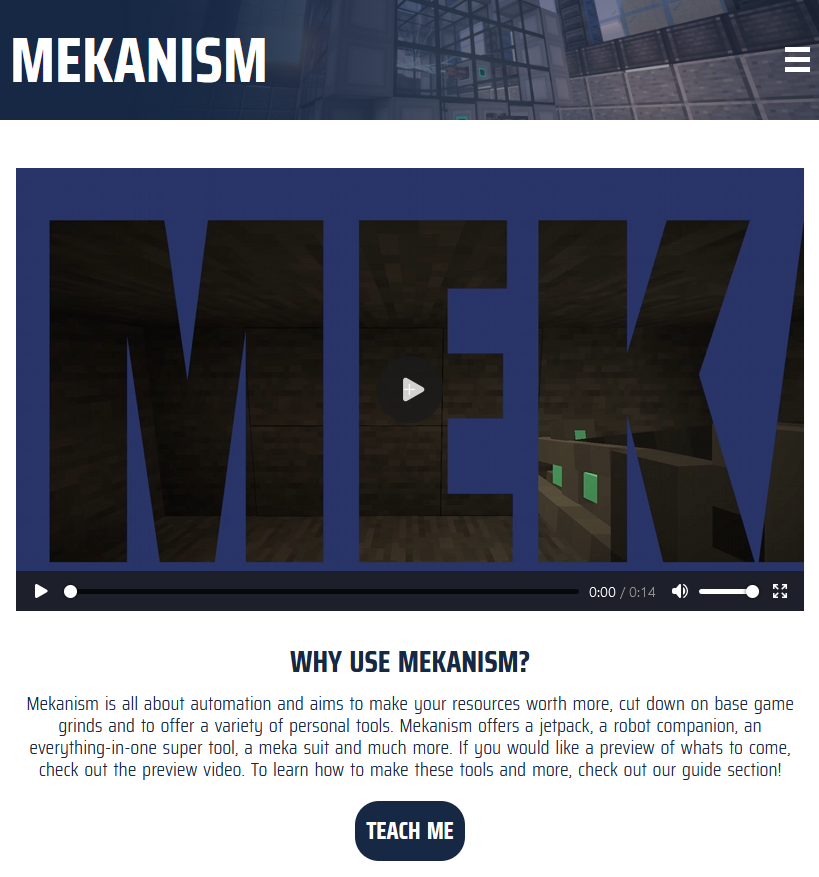 MEKANISM
MEK
0:00 / 0:14
WHY USE MEKANISM?
Mekanism is all about automation and aims to make your resources worth more, cut down on base game
grinds and to offer a variety of personal tools. Mekanism offers a jetpack, a robot companion, an
everything-in-one super tool, a meka suit and much more. If you would like a preview of whats to come,
check out the preview video. To learn how to make these tools and more, check out our guide section!
TEACH ME